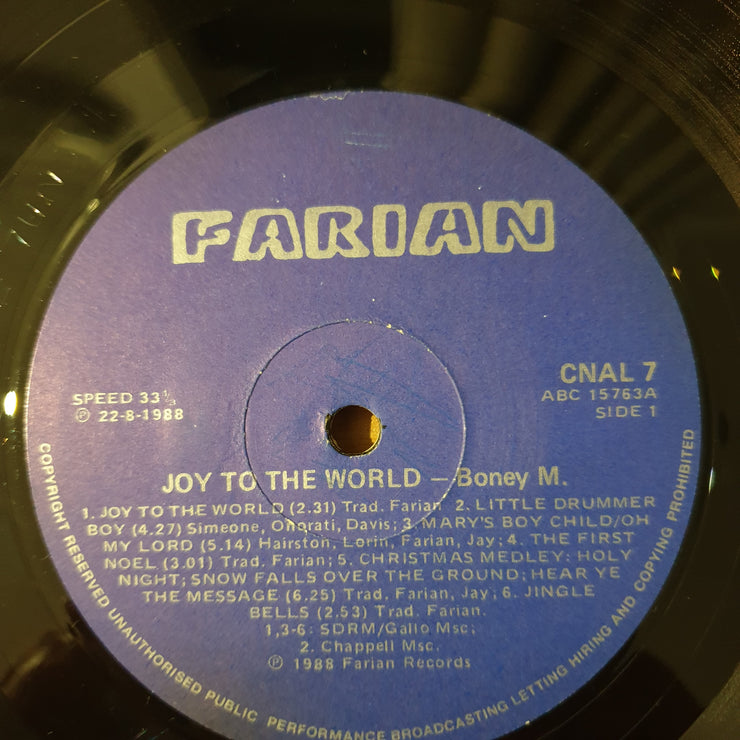 FARIAN
CNAL 7
ABC 15763A
SIDE 1
SPEED 33⅓
℗ 22-8-1988
JOY TO THE WORLD – Boney M.
1. JOY TO THE WORLD (2.31) Trad. Farian 2. LITTLE DRUMMER
BOY (4.27) Simeone, Onorati, Davis; 3. MARY'S BOY CHILD/OH
MY LORD (5.14) Hairston, Lorin, Farian, Jay; 4. THE FIRST
NOEL (3.01) Trad. Farian; 5. CHRISTMAS MEDLEY: HOLY
NIGHT; SNOW FALLS OVER THE GROUND; HEAR YE
THE MESSAGE (6.25) Trad. Farian, Jay; 6. JINGLE
BELLS (2.53) Trad. Farian.
1,3-6: SDRM/Gallo Msc;
2. Chappell Msc.
℗ 1988 Farian Records
COPYRIGHT RESERVED UNAUTHORISED PUBLIC PERFORMANCE BROADCASTING LETTING HIRING AND COPYING PROHIBITED